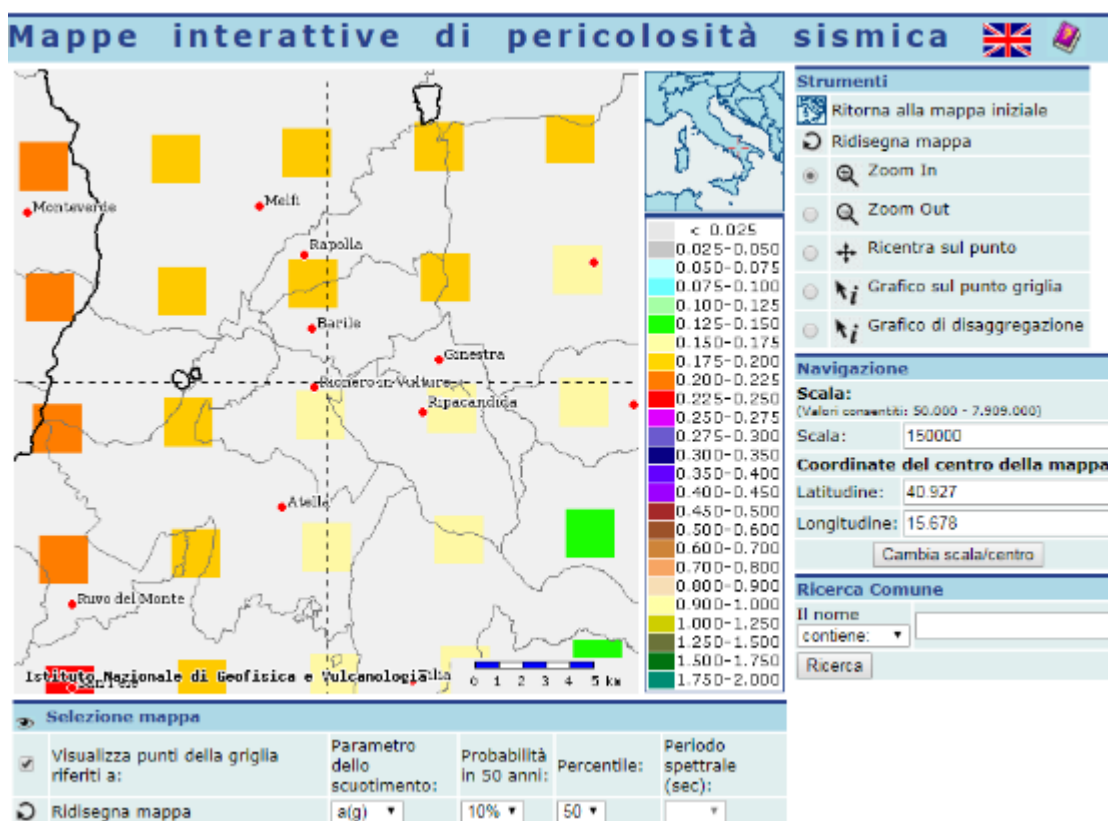 Mappe interattive di pericolosità sismica
Monteverde
Melfi
Rapolla
Barile
Ginestra
Rionero in Vulture
Ripacandida
Atella
Ruvo del Monte
Istituto Nazionale di Geofisica e Vulcanologia
0 1 2 3 4 5 km
< 0.025
0.025-0.050
0.050-0.075
0.075-0.100
0.100-0.125
0.125-0.150
0.150-0.175
0.175-0.200
0.200-0.225
0.225-0.250
0.250-0.275
0.275-0.300
0.300-0.350
0.350-0.400
0.400-0.450
0.450-0.500
0.500-0.600
0.600-0.700
0.700-0.800
0.800-0.900
0.900-1.000
1.000-1.250
1.250-1.500
1.500-1.750
1.750-2.000
Strumenti
Ritorna alla mappa iniziale
Ridisegna mappa
Zoom In
Zoom Out
Ricentra sul punto
Grafico sul punto griglia
Grafico di disaggregazione
Navigazione
Scala:
(Valori consentiti: 50.000 - 7.909.000)
Scala: 150000
Coordinate del centro della mappa
Latitudine: 40.927
Longitudine: 15.678
Cambia scala/centro
Ricerca Comune
Il nome
contiene:
Ricerca
Selezione mappa
Visualizza punti della griglia
riferiti a:
Parametro
dello
scuotimento:
Probabilità
in 50 anni:
Percentile:
Periodo
spettrale
(sec):
Ridisegna mappa
a(g)
10%
50